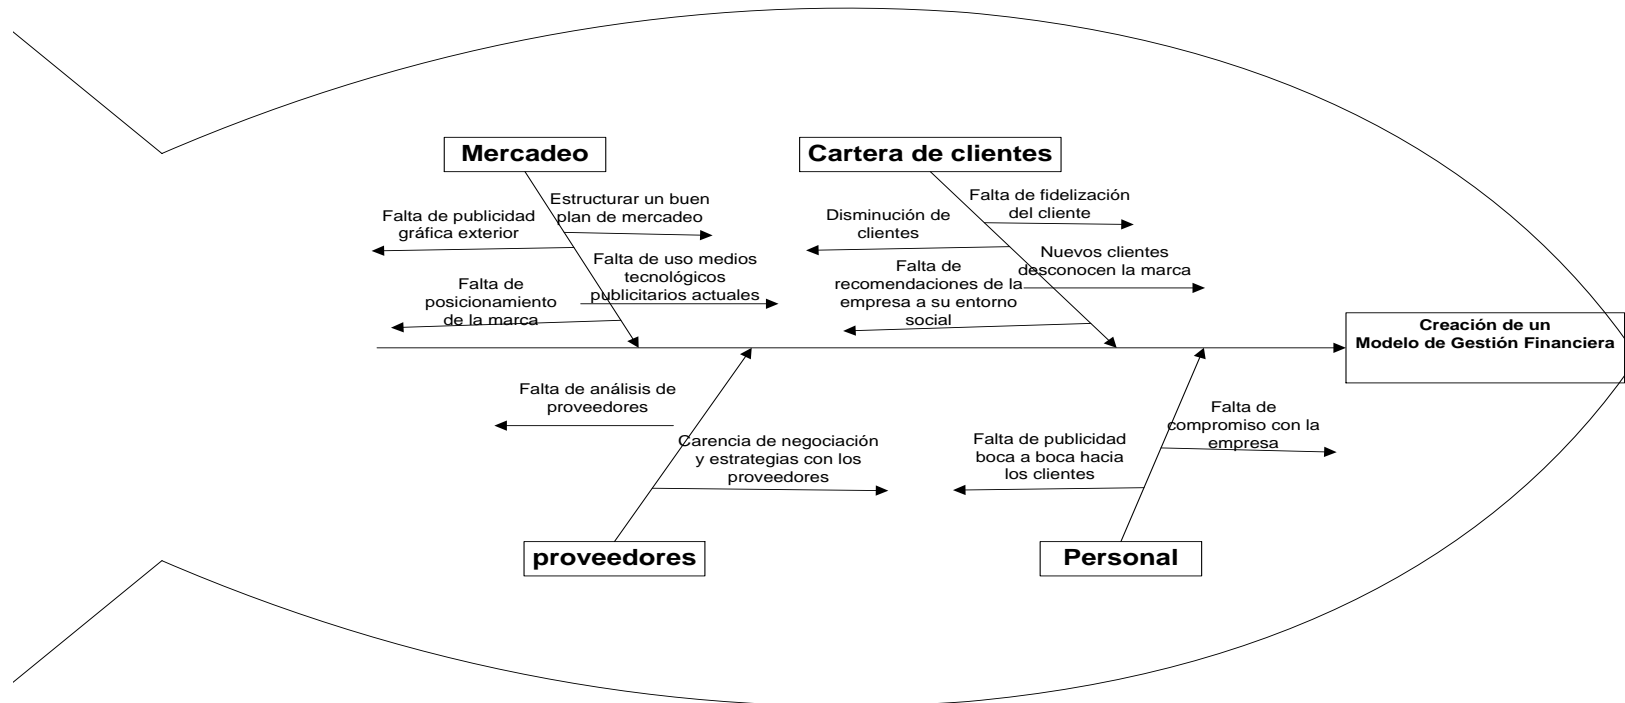 Mercadeo
Cartera de clientes
Estructurar un buen
plan de mercadeo
Falta de publicidad
gráfica exterior
Falta de uso medios
tecnológicos
publicitarios actuales
Falta de
posicionamiento
de la marca
Falta de fidelización
del cliente
Disminución de
clientes
Nuevos clientes
desconocen la marca
Falta de
recomendaciones de la
empresa a su entorno
social
Creación de un
Modelo de Gestión Financiera
Falta de análisis de
proveedores
Carencia de negociación
y estrategias con los
proveedores
Falta de publicidad
boca a boca hacia
los clientes
Falta de
compromiso con la
empresa
proveedores
Personal